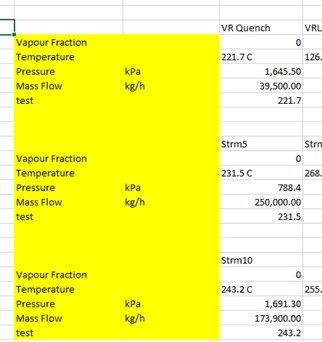 VR Quench VRL
Vapour Fraction 0
Temperature 221.7 C 126.
Pressure kPa 1,645.50
Mass Flow kg/h 39,500.00
test 221.7
Strm5 Strn
Vapour Fraction 0
Temperature 231.5 C 268.
Pressure kPa 788.4
Mass Flow kg/h 250,000.00
test 231.5
Strm10
Vapour Fraction 0
Temperature 243.2 C 255.
Pressure kPa 1,691.30
Mass Flow kg/h 173,900.00
test 243.2